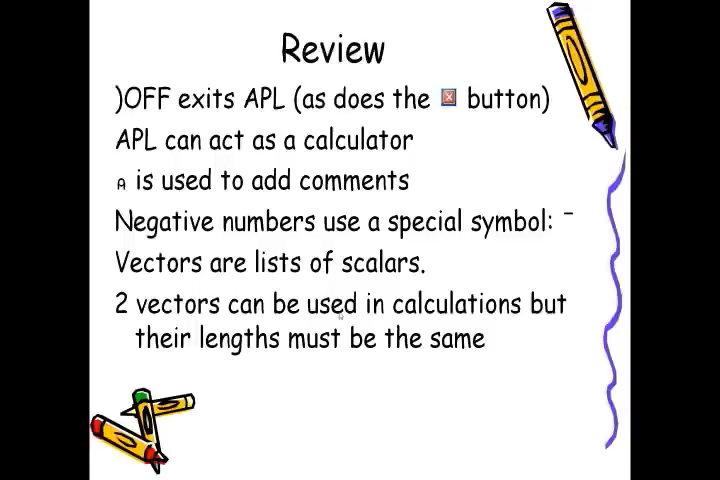 Review
)OFF exits APL (as does the button)
APL can act as a calculator
⍝ is used to add comments
Negative numbers use a special symbol: ¯
Vectors are lists of scalars.
2 vectors can be used in calculations but
their lengths must be the same